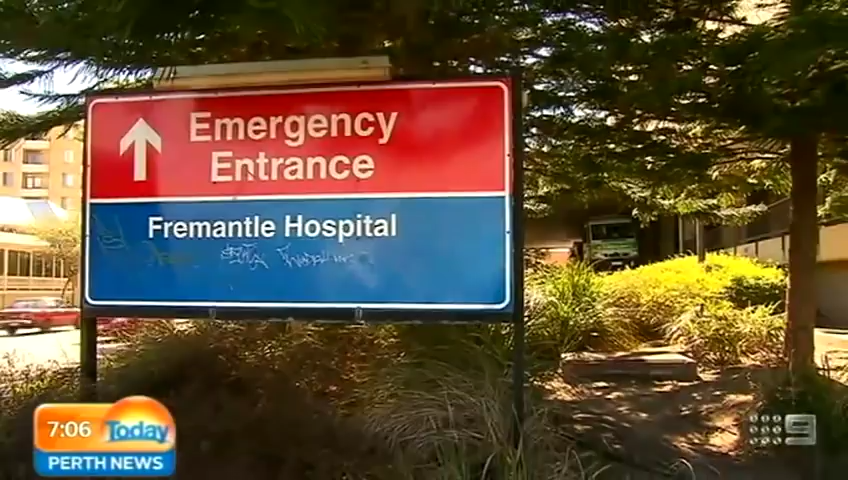 Emergency
Entrance
Fremantle Hospital
7:06 Today
PERTH NEWS
9